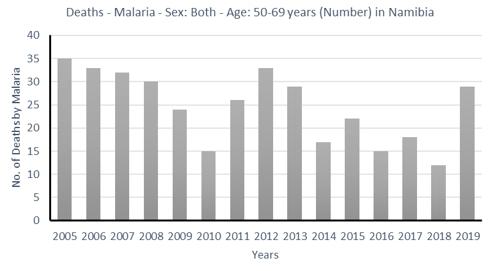 Deaths - Malaria - Sex: Both - Age: 50-69 years (Number) in Namibia
No. of Deathsby Malaria
40
35
30
25
20
15
10
5
0
2005 2006 2007 2008 2009 2010 2011 2012 2013 2014 2015 2016 2017 2018 2019
Years